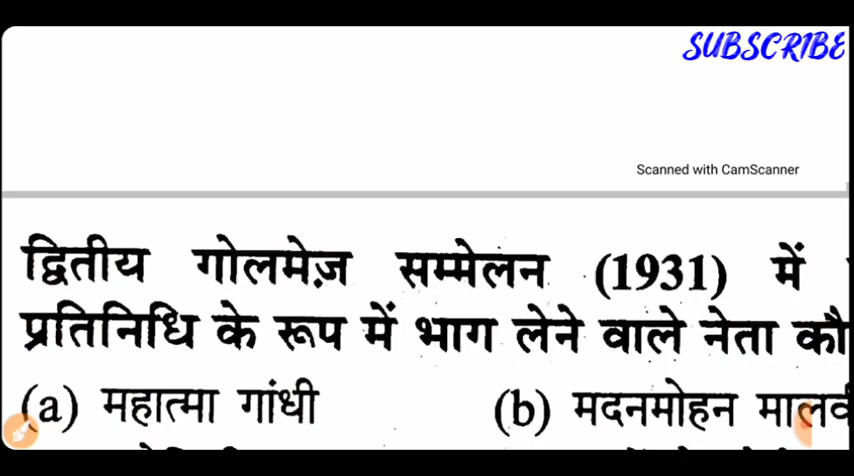 SUBSCRIBE
Scanned with CamScanner
द्वितीय गोलमेज़ सम्मेलन (1931) में
प्रतिनिधि के रूप में भाग लेने वाले नेता
(a) महात्मा गांधी (b) मदनमोहन